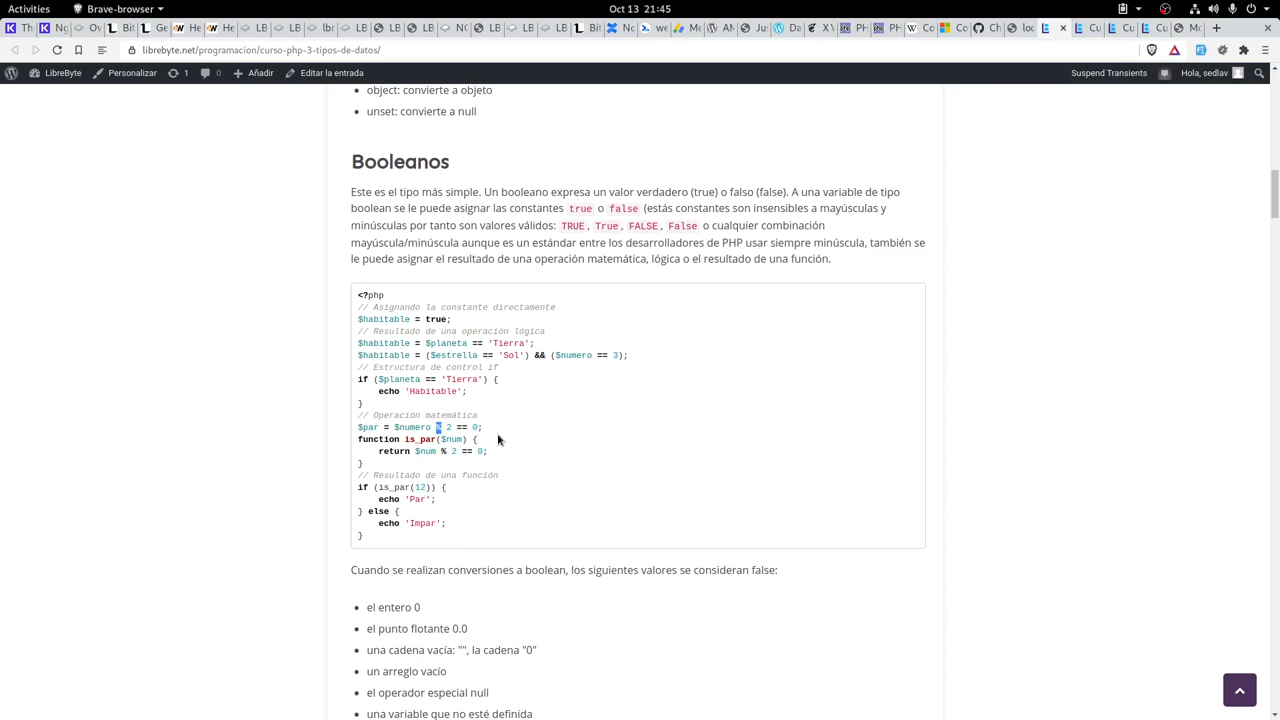 Activities
Brave-browser
Oct 13 21:45
librebyte.net/programacion/curso-php-3-tipos-de-datos/
LibreByte
Personalizar
1
0
Añadir
Editar la entrada
Suspend Transients
Hola, sedlav
object: convierte a objeto
unset: convierte a null
Booleanos
Este es el tipo más simple. Un booleano expresa un valor verdadero (true) o falso (false). A una variable de tipo
boolean se le puede asignar las constantes true o false (estás constantes son insensibles a mayúsculas y
minúsculas por tanto son valores válidos: TRUE, True, FALSE, False o cualquier combinación
mayúscula/minúscula aunque es un estándar entre los desarrolladores de PHP usar siempre minúscula, también se
le puede asignar el resultado de una operación matemática, lógica o el resultado de una función.
<?php
// Asignando la constante directamente
$habitable = true;
// Resultado de una operación lógica
$habitable = $planeta == 'Tierra';
$habitable = ($estrella == 'Sol') && ($numero == 3);
// Estructura de control if
if ($planeta == 'Tierra') {
    echo 'Habitable';
}
// Operación matemática
$par = $numero % 2 == 0;
function is_par($num) {
    return $num % 2 == 0;
}
// Resultado de una función
if (is_par(12)) {
    echo 'Par';
} else {
    echo 'Impar';
}
Cuando se realizan conversiones a boolean, los siguientes valores se consideran false:
el entero 0
el punto flotante 0.0
una cadena vacía: "", la cadena "0"
un arreglo vacío
el operador especial null
una variable que no esté definida